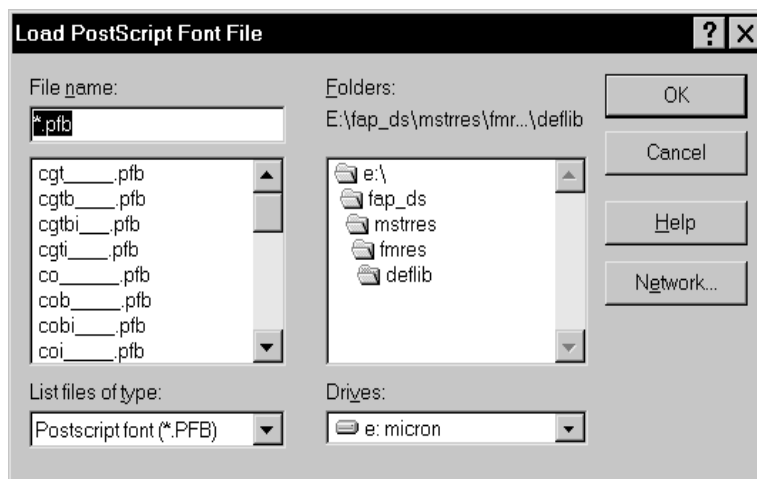 Load PostScript Font File
File name:
*.pfb
cgt_____.pfb
cgtb____.pfb
cgtbi___.pfb
cgti____.pfb
co______.pfb
cob_____.pfb
cobi____.pfb
coi_____.pfb
List files of type:
Postscript font (*.PFB)
Folders:
E:\fap_ds\mstrres\fmr...\deflib
e:\
fap_ds
mstrres
fmres
deflib
Drives:
e: micron
OK
Cancel
Help
Network...